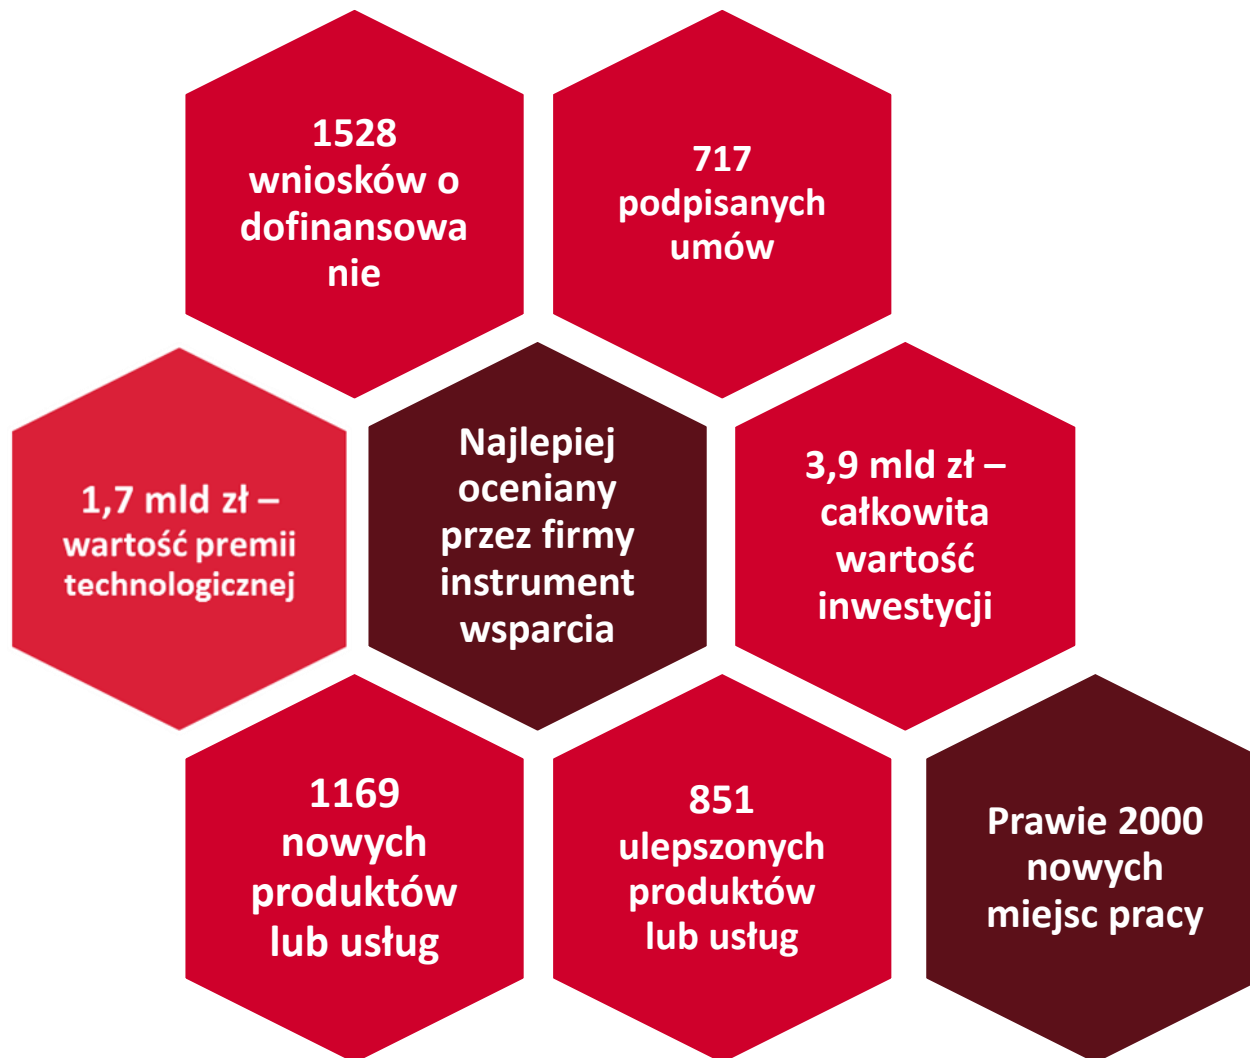 1528
wniosków o
dofinansowa
nie
717
podpisanych
umów
1,7 mld zł –
wartość premii
technologicznej
Najlepiej
oceniany
przez firmy
instrument
wsparcia
3,9 mld zł –
całkowita
wartość
inwestycji
1169
nowych
produktów
lub usług
851
ulepszonych
produktów
lub usług
Prawie 2000
nowych
miejsc pracy